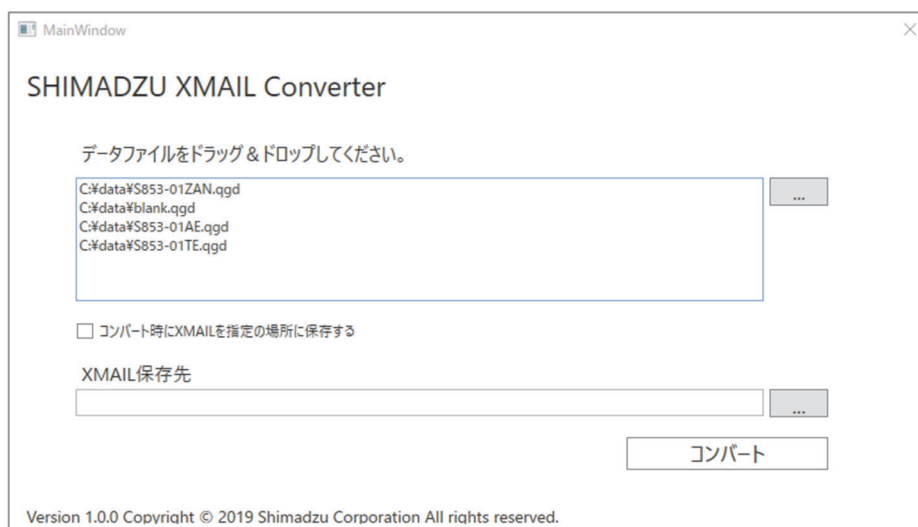 MainWindow
SHIMADZU XMAIL Converter
データファイルをドラッグ＆ドロップしてください。
C:¥data¥S853-01ZAN.qgd
...
C:¥data¥blank.qgd
C:¥data¥S853-01AE.qgd
C:¥data¥S853-01TE.qgd
コンバート時にXMAILを指定の場所に保存する
XMAIL保存先
...
コンバート
Version 1.0.0 Copyright © 2019 Shimadzu Corporation All rights reserved.